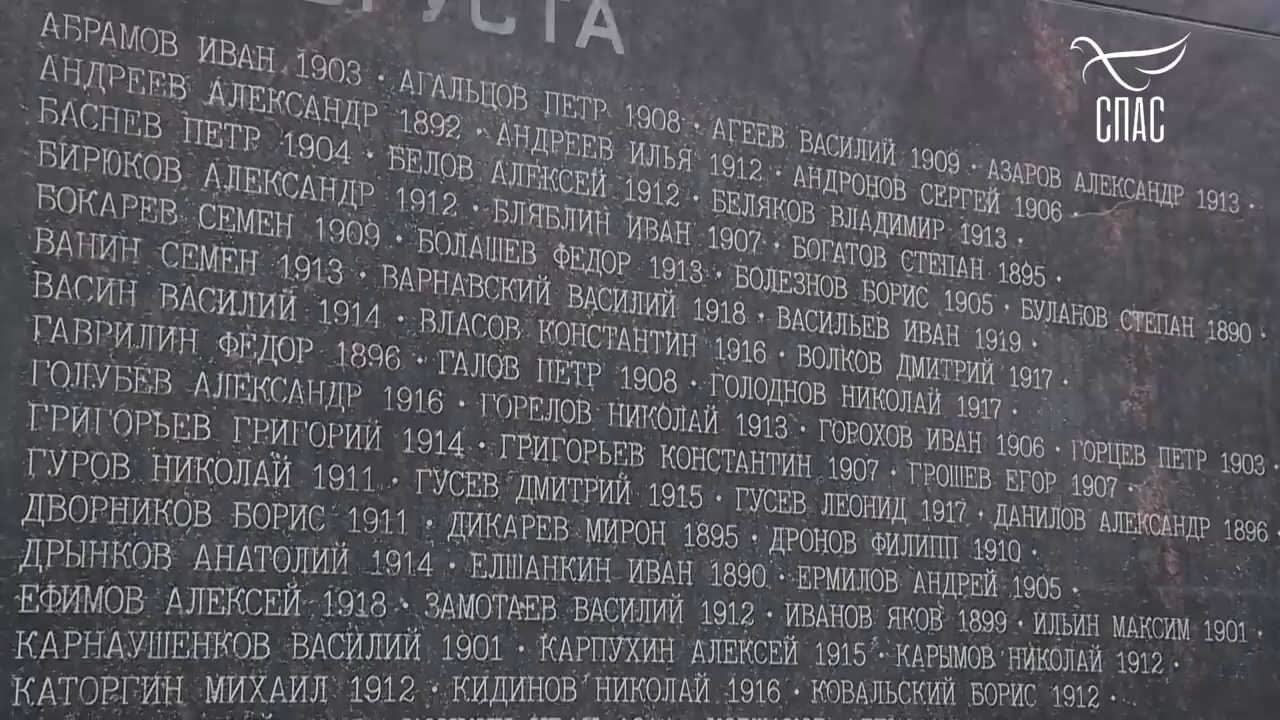 АБРАМОВ ИВАН 1903 · АГАЛЬЦОВ ПЕТР 1908 · АГЕЕВ ВАСИЛИЙ 1909 · АЗАРОВ АЛЕКСАНДР 1913 ·
АНДРЕЕВ АЛЕКСАНДР 1892 · АНДРЕЕВ ИЛЬЯ 1912 · АНДРОНОВ СЕРГЕЙ 1906 ·
БАСНЕВ ПЕТР 1904 · БЕЛОВ АЛЕКСЕЙ 1912 · БЕЛЯКОВ ВЛАДИМИР 1913 ·
БИРЮКОВ АЛЕКСАНДР 1912 · БЛЯБЛИН ИВАН 1907 · БОГАТОВ СТЕПАН 1895 ·
БОКАРЕВ СЕМЕН 1909 · БОЛАШЕВ ФЕДОР 1913 · БОЛЕЗНОВ БОРИС 1905 · БУЛАНОВ СТЕПАН 1890 ·
ВАНИН СЕМЕН 1913 · ВАРНАВСКИЙ ВАСИЛИЙ 1918 · ВАСИЛЬЕВ ИВАН 1919 ·
ВАСИН ВАСИЛИЙ 1914 · ВЛАСОВ КОНСТАНТИН 1916 · ВОЛКОВ ДМИТРИЙ 1917 ·
ГАВРИЛИН ФЕДОР 1896 · ГАЛОВ ПЕТР 1908 · ГОЛОДНОВ НИКОЛАЙ 1917 ·
ГОЛУБЕВ АЛЕКСАНДР 1916 · ГОРЕЛОВ НИКОЛАЙ 1913 · ГОРОХОВ ИВАН 1906 · ГОРЦЕВ ПЕТР 1903 ·
ГРИГОРЬЕВ ГРИГОРИЙ 1914 · ГРИГОРЬЕВ КОНСТАНТИН 1907 · ГРОШЕВ ЕГОР 1907 ·
ГУРОВ НИКОЛАЙ 1911 · ГУСЕВ ДМИТРИЙ 1915 · ГУСЕВ ЛЕОНИД 1917 · ДАНИЛОВ АЛЕКСАНДР 1896 ·
ДВОРНИКОВ БОРИС 1911 · ДИКАРЕВ МИРОН 1895 · ДРОНОВ ФИЛИПП 1910 ·
ДРЫНКОВ АНАТОЛИЙ 1914 · ЕЛШАНКИН ИВАН 1890 · ЕРМИЛОВ АНДРЕЙ 1905 ·
ЕФИМОВ АЛЕКСЕЙ 1918 · ЗАМОТАЕВ ВАСИЛИЙ 1912 · ИВАНОВ ЯКОВ 1899 · ИЛЬИН МАКСИМ 1901 ·
КАРНАУШЕНКОВ ВАСИЛИЙ 1901 · КАРПУХИН АЛЕКСЕЙ 1915 · КАРЫМОВ НИКОЛАЙ 1912 ·
КАТОРГИН МИХАИЛ 1912 · КИДИНОВ НИКОЛАЙ 1916 · КОВАЛЬСКИЙ БОРИС 1912 ·
СПАС